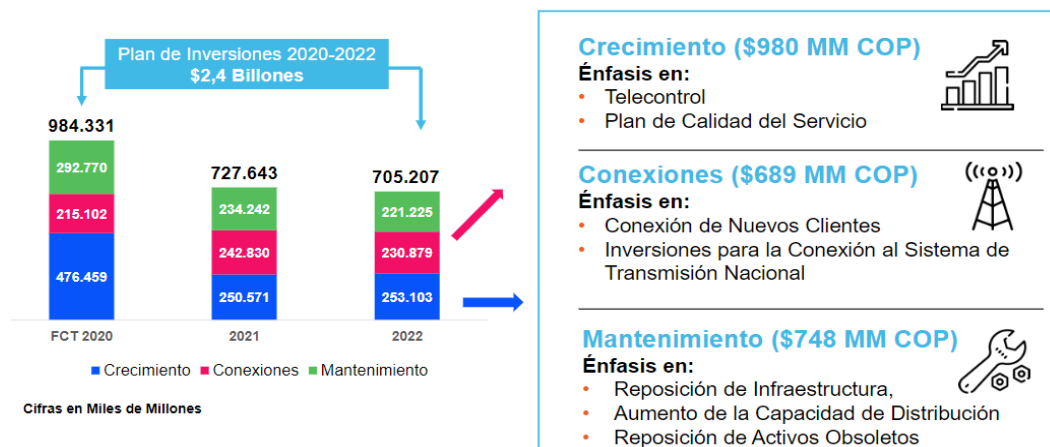 Plan de Inversiones 2020-2022
$2,4 Billones
984.331
292.770
215.102
476.459
727.643
234.242
242.830
250.571
705.207
221.225
230.879
253.103
FCT 2020
2021
2022
Crecimiento
Conexiones
Mantenimiento
Cifras en Miles de Millones
Crecimiento ($980 MM COP)
Énfasis en:
• Telecontrol
• Plan de Calidad del Servicio
Conexiones ($689 MM COP)
Énfasis en:
• Conexión de Nuevos Clientes
• Inversiones para la Conexión al Sistema de
Transmisión Nacional
Mantenimiento ($748 MM COP)
Énfasis en:
• Reposición de Infraestructura,
• Aumento de la Capacidad de Distribución
• Reposición de Activos Obsoletos